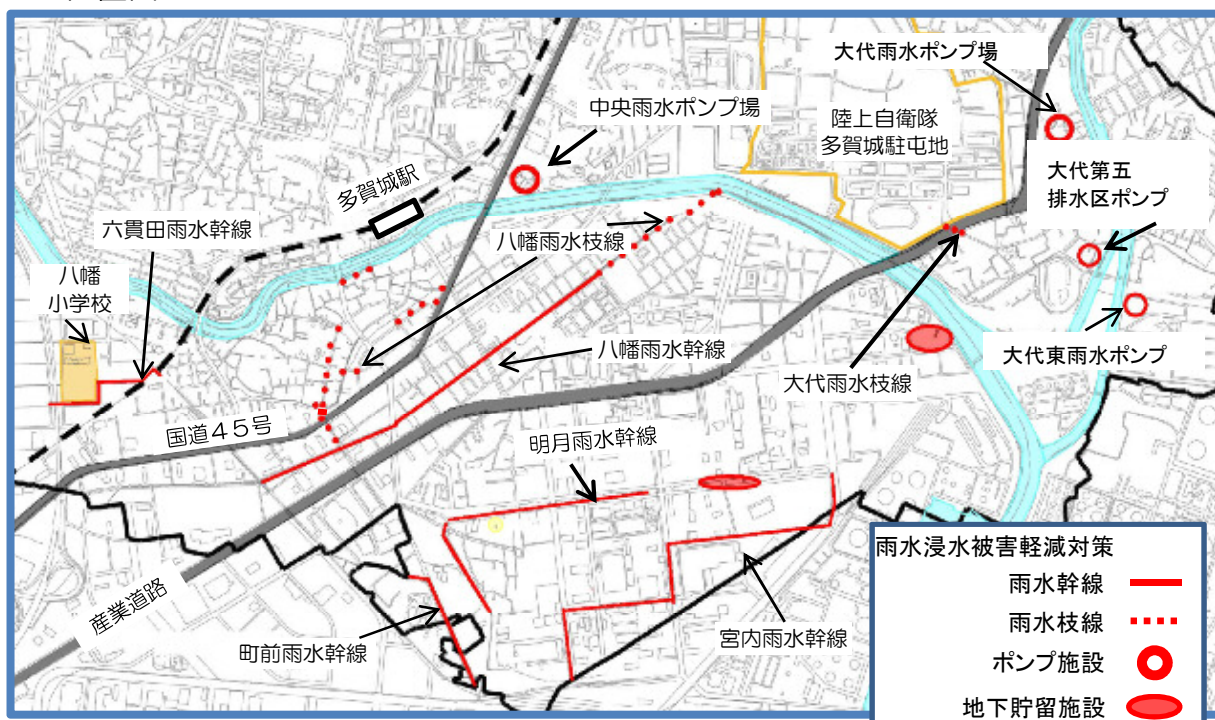 大代雨水ポンプ場
中央雨水ポンプ場
陸上自衛隊
多賀城駐屯地
多賀城駅
大代第五
排水区ポンプ
六貫田雨水幹線
八幡雨水枝線
八幡
小学校
八幡雨水幹線
大代東雨水ポンプ
大代雨水枝線
国道45号
明月雨水幹線
産業道路
町前雨水幹線
宮内雨水幹線
雨水浸水被害軽減対策
雨水幹線
雨水枝線
ポンプ施設
地下貯留施設